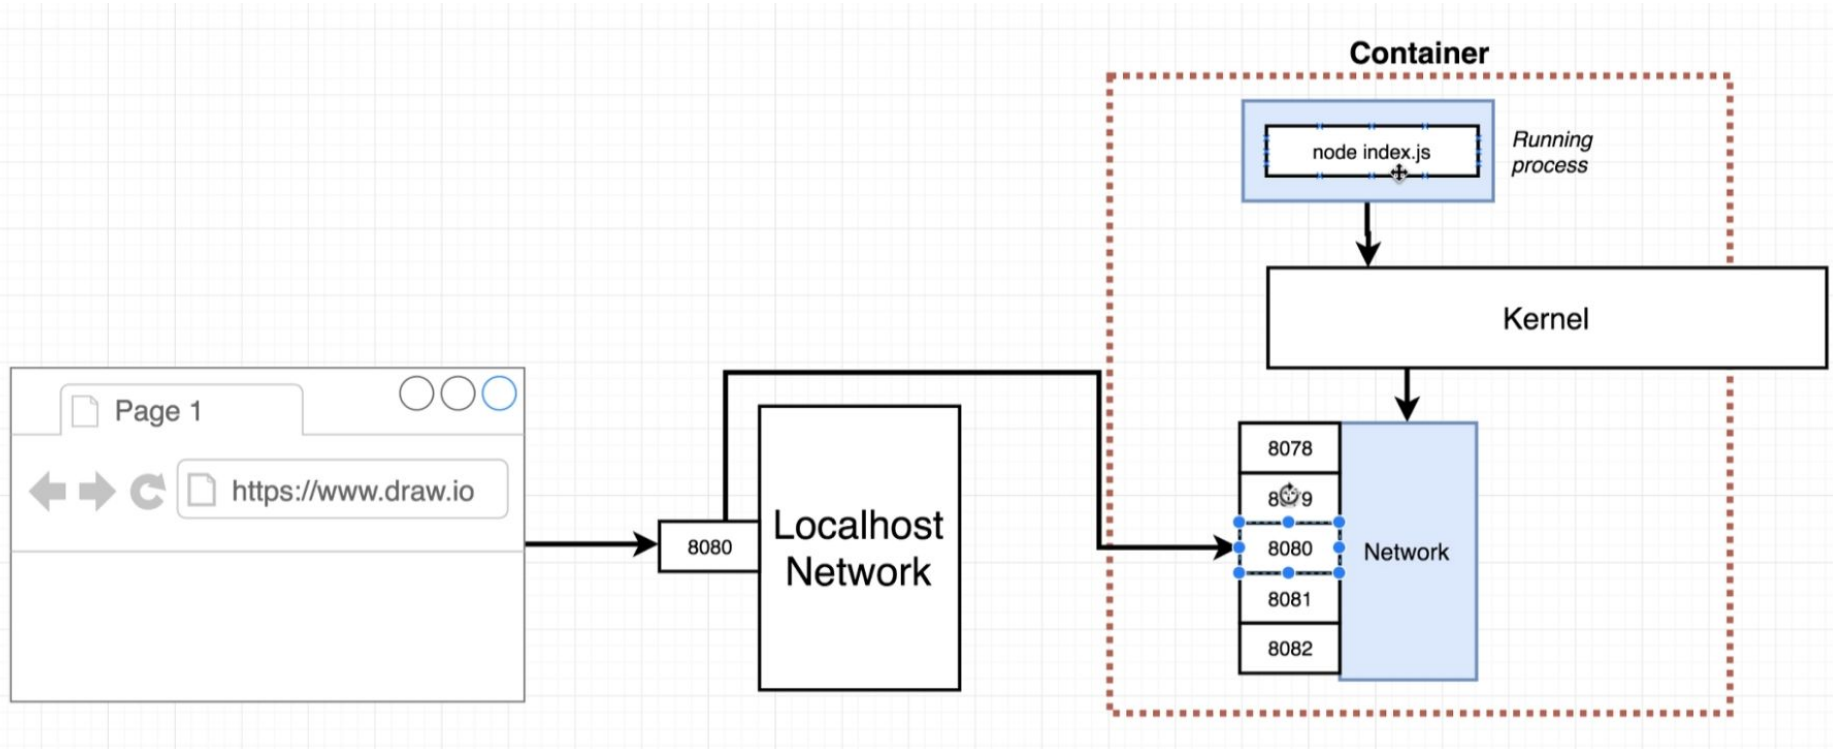 Container
node index.js
Running
process
Kernel
Page 1
https://www.draw.io
8080
Localhost
Network
8078
8080
8081
8082
Network